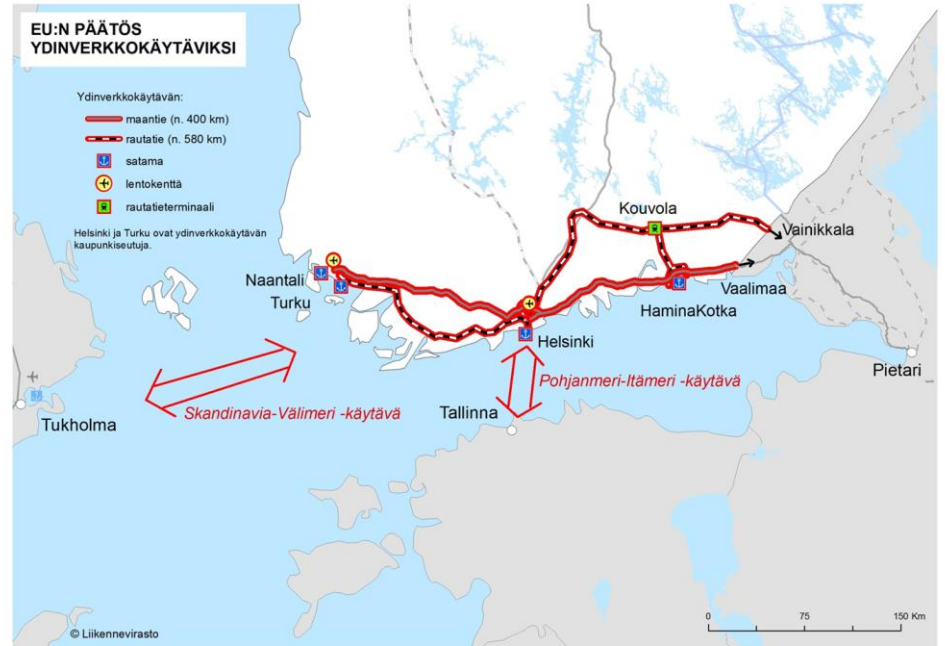 EU:N PÄÄTÖS
YDINVERKKOKÄYTÄVIKSI
Ydinverkkokäytävän:
maantie (n. 400 km)
rautatie (n. 580 km)
satama
lentokenttä
rautatieterminaali
Helsinki ja Turku ovat ydinverkkokäytävän
kaupunkiseutuja.
Kouvola
Vainikkala
Naantali
Turku
Vaalimaa
HaminaKotka
Helsinki
Pietari
Pohjanmeri-Itämeri -käytävä
Skandinavia-Välimeri -käytävä
Tallinna
Tukholma
0 75 150 Km
© Liikennevirasto